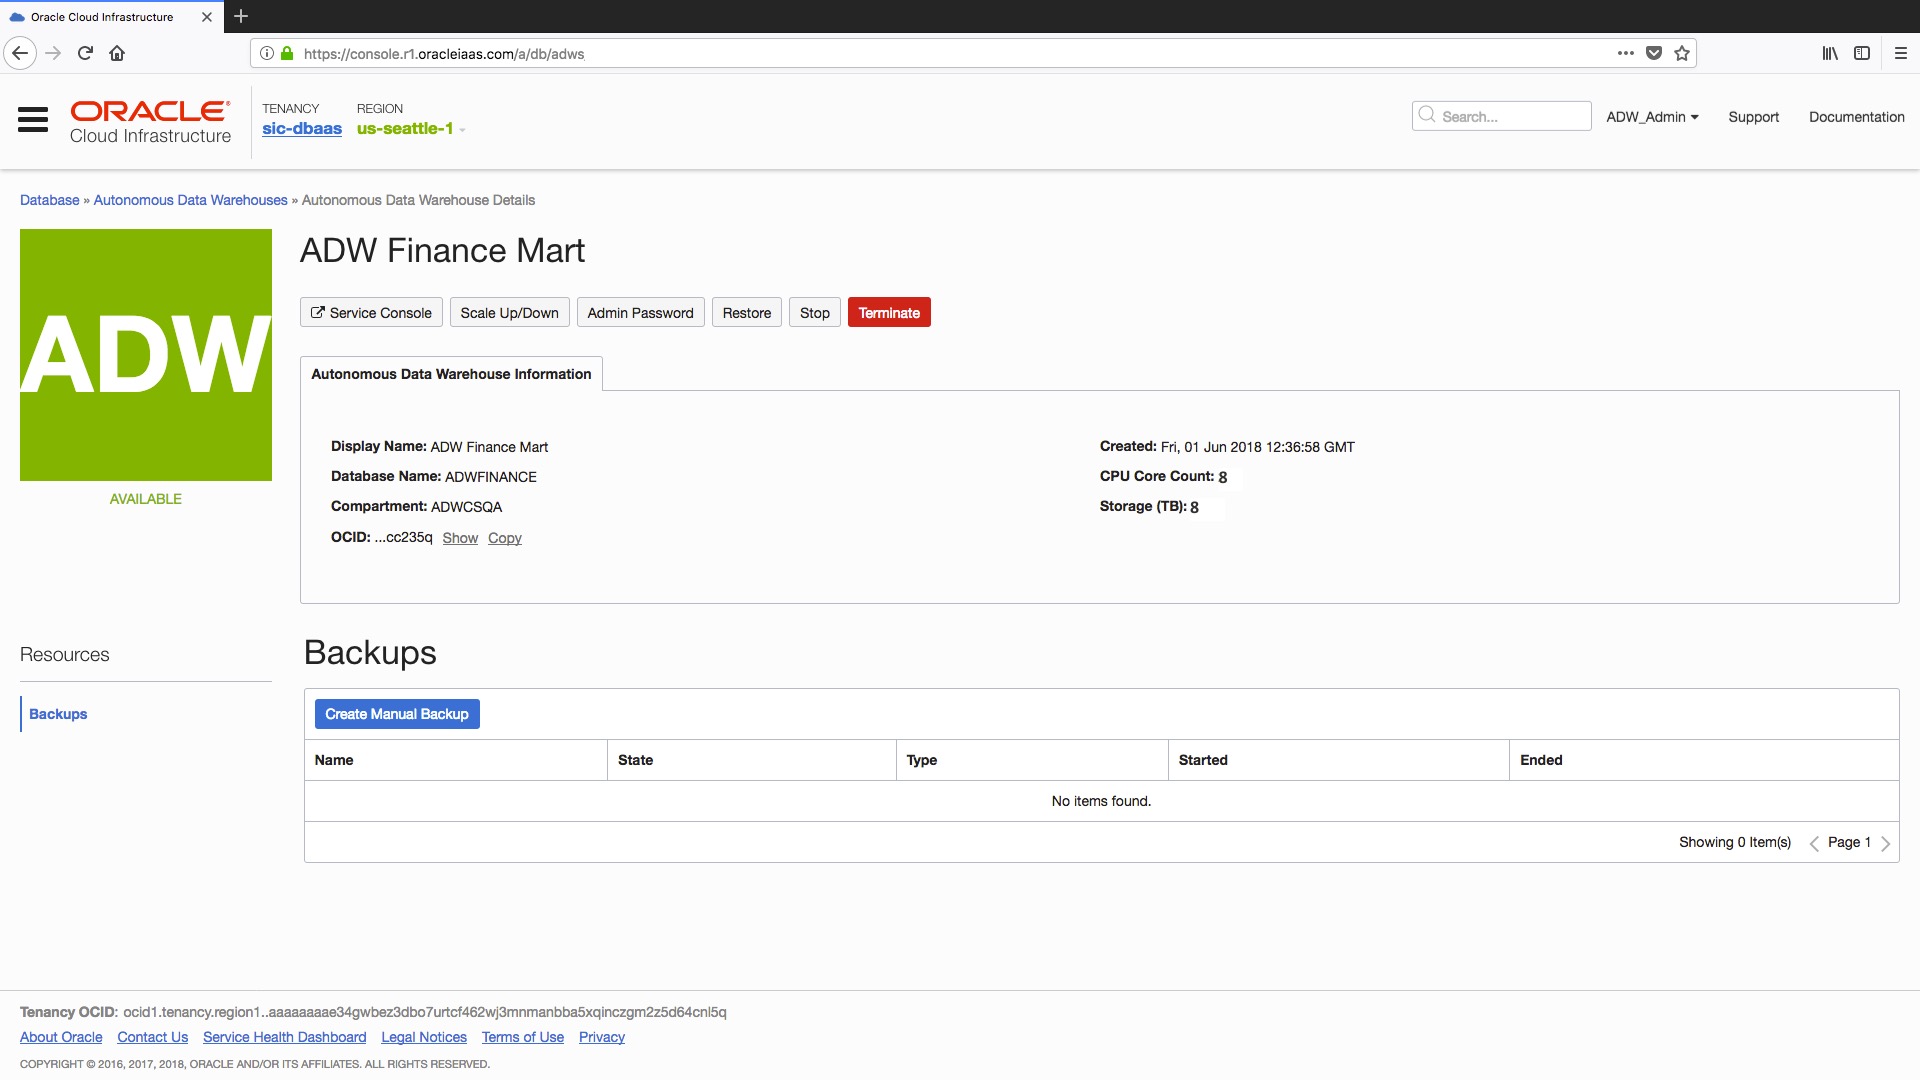 Oracle Cloud Infrastructure
https://console.r1.oracleiaas.com/a/db/adws
ORACLE
Cloud Infrastructure
TENANCY
sic-dbaas
REGION
us-seattle-1
Search...
ADW_Admin
Support
Documentation
Database » Autonomous Data Warehouses » Autonomous Data Warehouse Details
ADW
AVAILABLE
ADW Finance Mart
Service Console
Scale Up/Down
Admin Password
Restore
Stop
Terminate
Autonomous Data Warehouse Information
Display Name: ADW Finance Mart
Database Name: ADWFINANCE
Compartment: ADWCSQA
OCID: ...cc235q Show Copy
Created: Fri, 01 Jun 2018 12:36:58 GMT
CPU Core Count: 8
Storage (TB): 8
Resources
Backups
Backups
Create Manual Backup
Name State Type Started Ended
No items found.
Showing 0 Item(s) Page 1
Tenancy OCID: ocid1.tenancy.region1..aaaaaaaae34gwbez3dbo7urtcf462wj3mnmanbba5xqinczgm2z5d64cnl5q
About Oracle Contact Us Service Health Dashboard Legal Notices Terms of Use Privacy
COPYRIGHT © 2016, 2017, 2018, ORACLE AND/OR ITS AFFILIATES. ALL RIGHTS RESERVED.